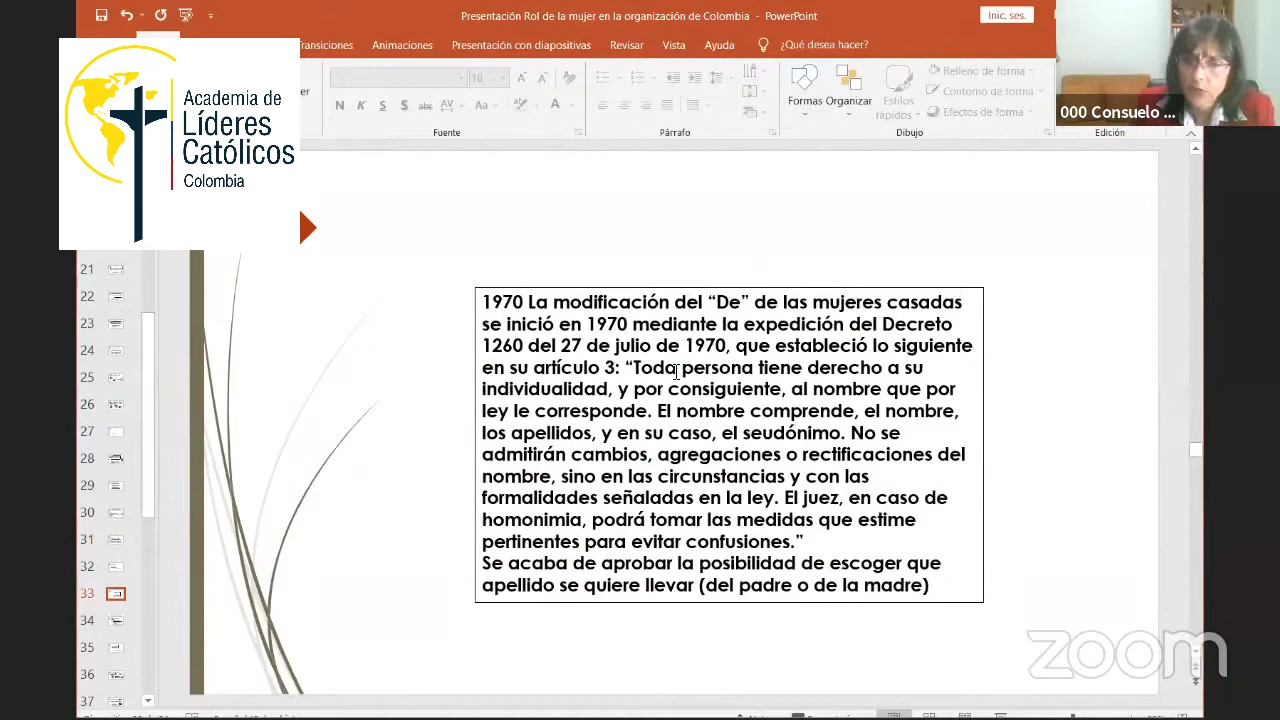 Presentación Rol de la mujer en la organización de Colombia - PowerPoint
Inic. ses.
Animaciones
Presentación con diapositivas
Revisar
Vista
Ayuda
¿Qué desea hacer?
16
N K S S abc AV Aa A
Formas Organizar Estilos rápidos
Relleno de forma
Contorno de forma
Efectos de forma
Fuente
Párrafo
Dibujo
Edición
000 Consuelo ...
Academia de
Líderes
Católicos
Colombia
21
22
23
24
25
26
27
28
29
30
31
32
33
34
35
36
37
1970 La modificación del “De” de las mujeres casadas
se inició en 1970 mediante la expedición del Decreto
1260 del 27 de julio de 1970, que estableció lo siguiente
en su artículo 3: “Toda persona tiene derecho a su
individualidad, y por consiguiente, al nombre que por
ley le corresponde. El nombre comprende, el nombre,
los apellidos, y en su caso, el seudónimo. No se
admitirán cambios, agregaciones o rectificaciones del
nombre, sino en las circunstancias y con las
formalidades señaladas en la ley. El juez, en caso de
homonimia, podrá tomar las medidas que estime
pertinentes para evitar confusiones.”
Se acaba de aprobar la posibilidad de escoger que
apellido se quiere llevar (del padre o de la madre)
zoom